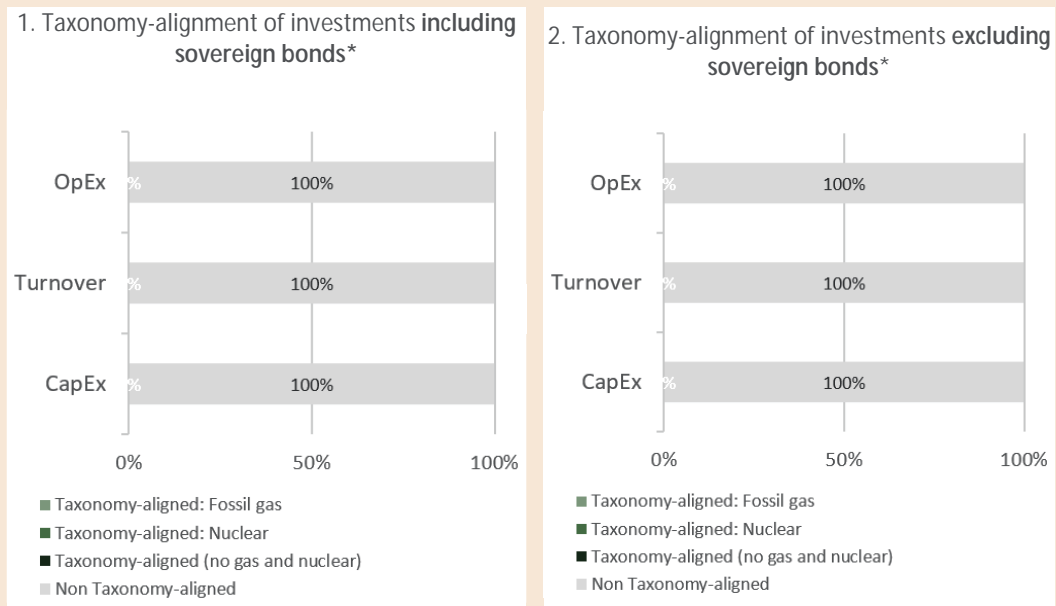 1. Taxonomy-alignment of investments including
sovereign bonds*
OpEx
%
100%
Turnover
%
100%
CapEx
%
100%
0%
50%
100%
Taxonomy-aligned: Fossil gas
Taxonomy-aligned: Nuclear
Taxonomy-aligned (no gas and nuclear)
Non Taxonomy-aligned
2. Taxonomy-alignment of investments excluding
sovereign bonds*
OpEx
%
100%
Turnover
%
100%
CapEx
%
100%
0%
50%
100%
Taxonomy-aligned: Fossil gas
Taxonomy-aligned: Nuclear
Taxonomy-aligned (no gas and nuclear)
Non Taxonomy-aligned